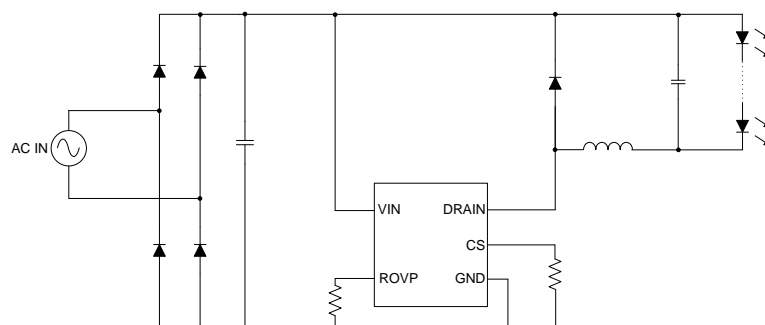 AC IN
VIN
DRAIN
CS
ROVP
GND